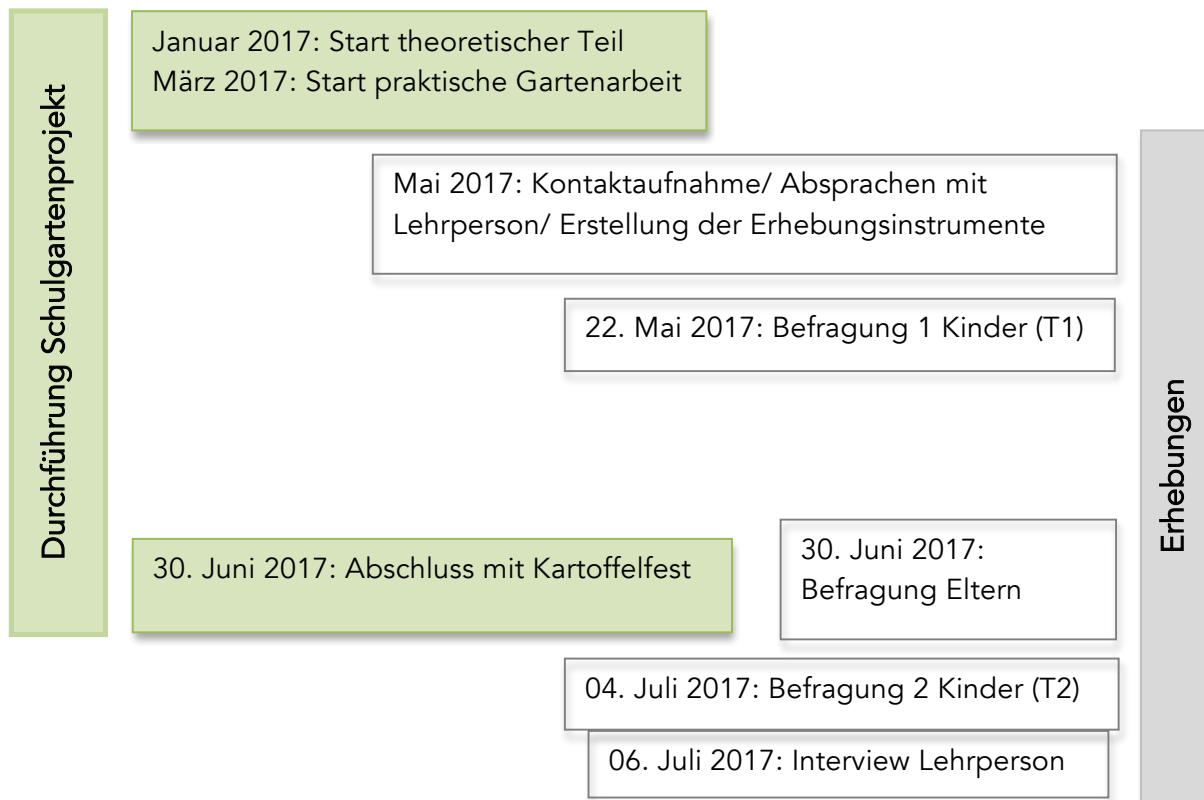 Durchführung Schulgartenprojekt
Januar 2017: Start theoretischer Teil
März 2017: Start praktische Gartenarbeit
Mai 2017: Kontaktaufnahme/ Absprachen mit
Lehrperson/ Erstellung der Erhebungsinstrumente
22. Mai 2017: Befragung 1 Kinder (T1)
30. Juni 2017: Abschluss mit Kartoffelfest
30. Juni 2017:
Befragung Eltern
04. Juli 2017: Befragung 2 Kinder (T2)
06. Juli 2017: Interview Lehrperson
Erhebungen